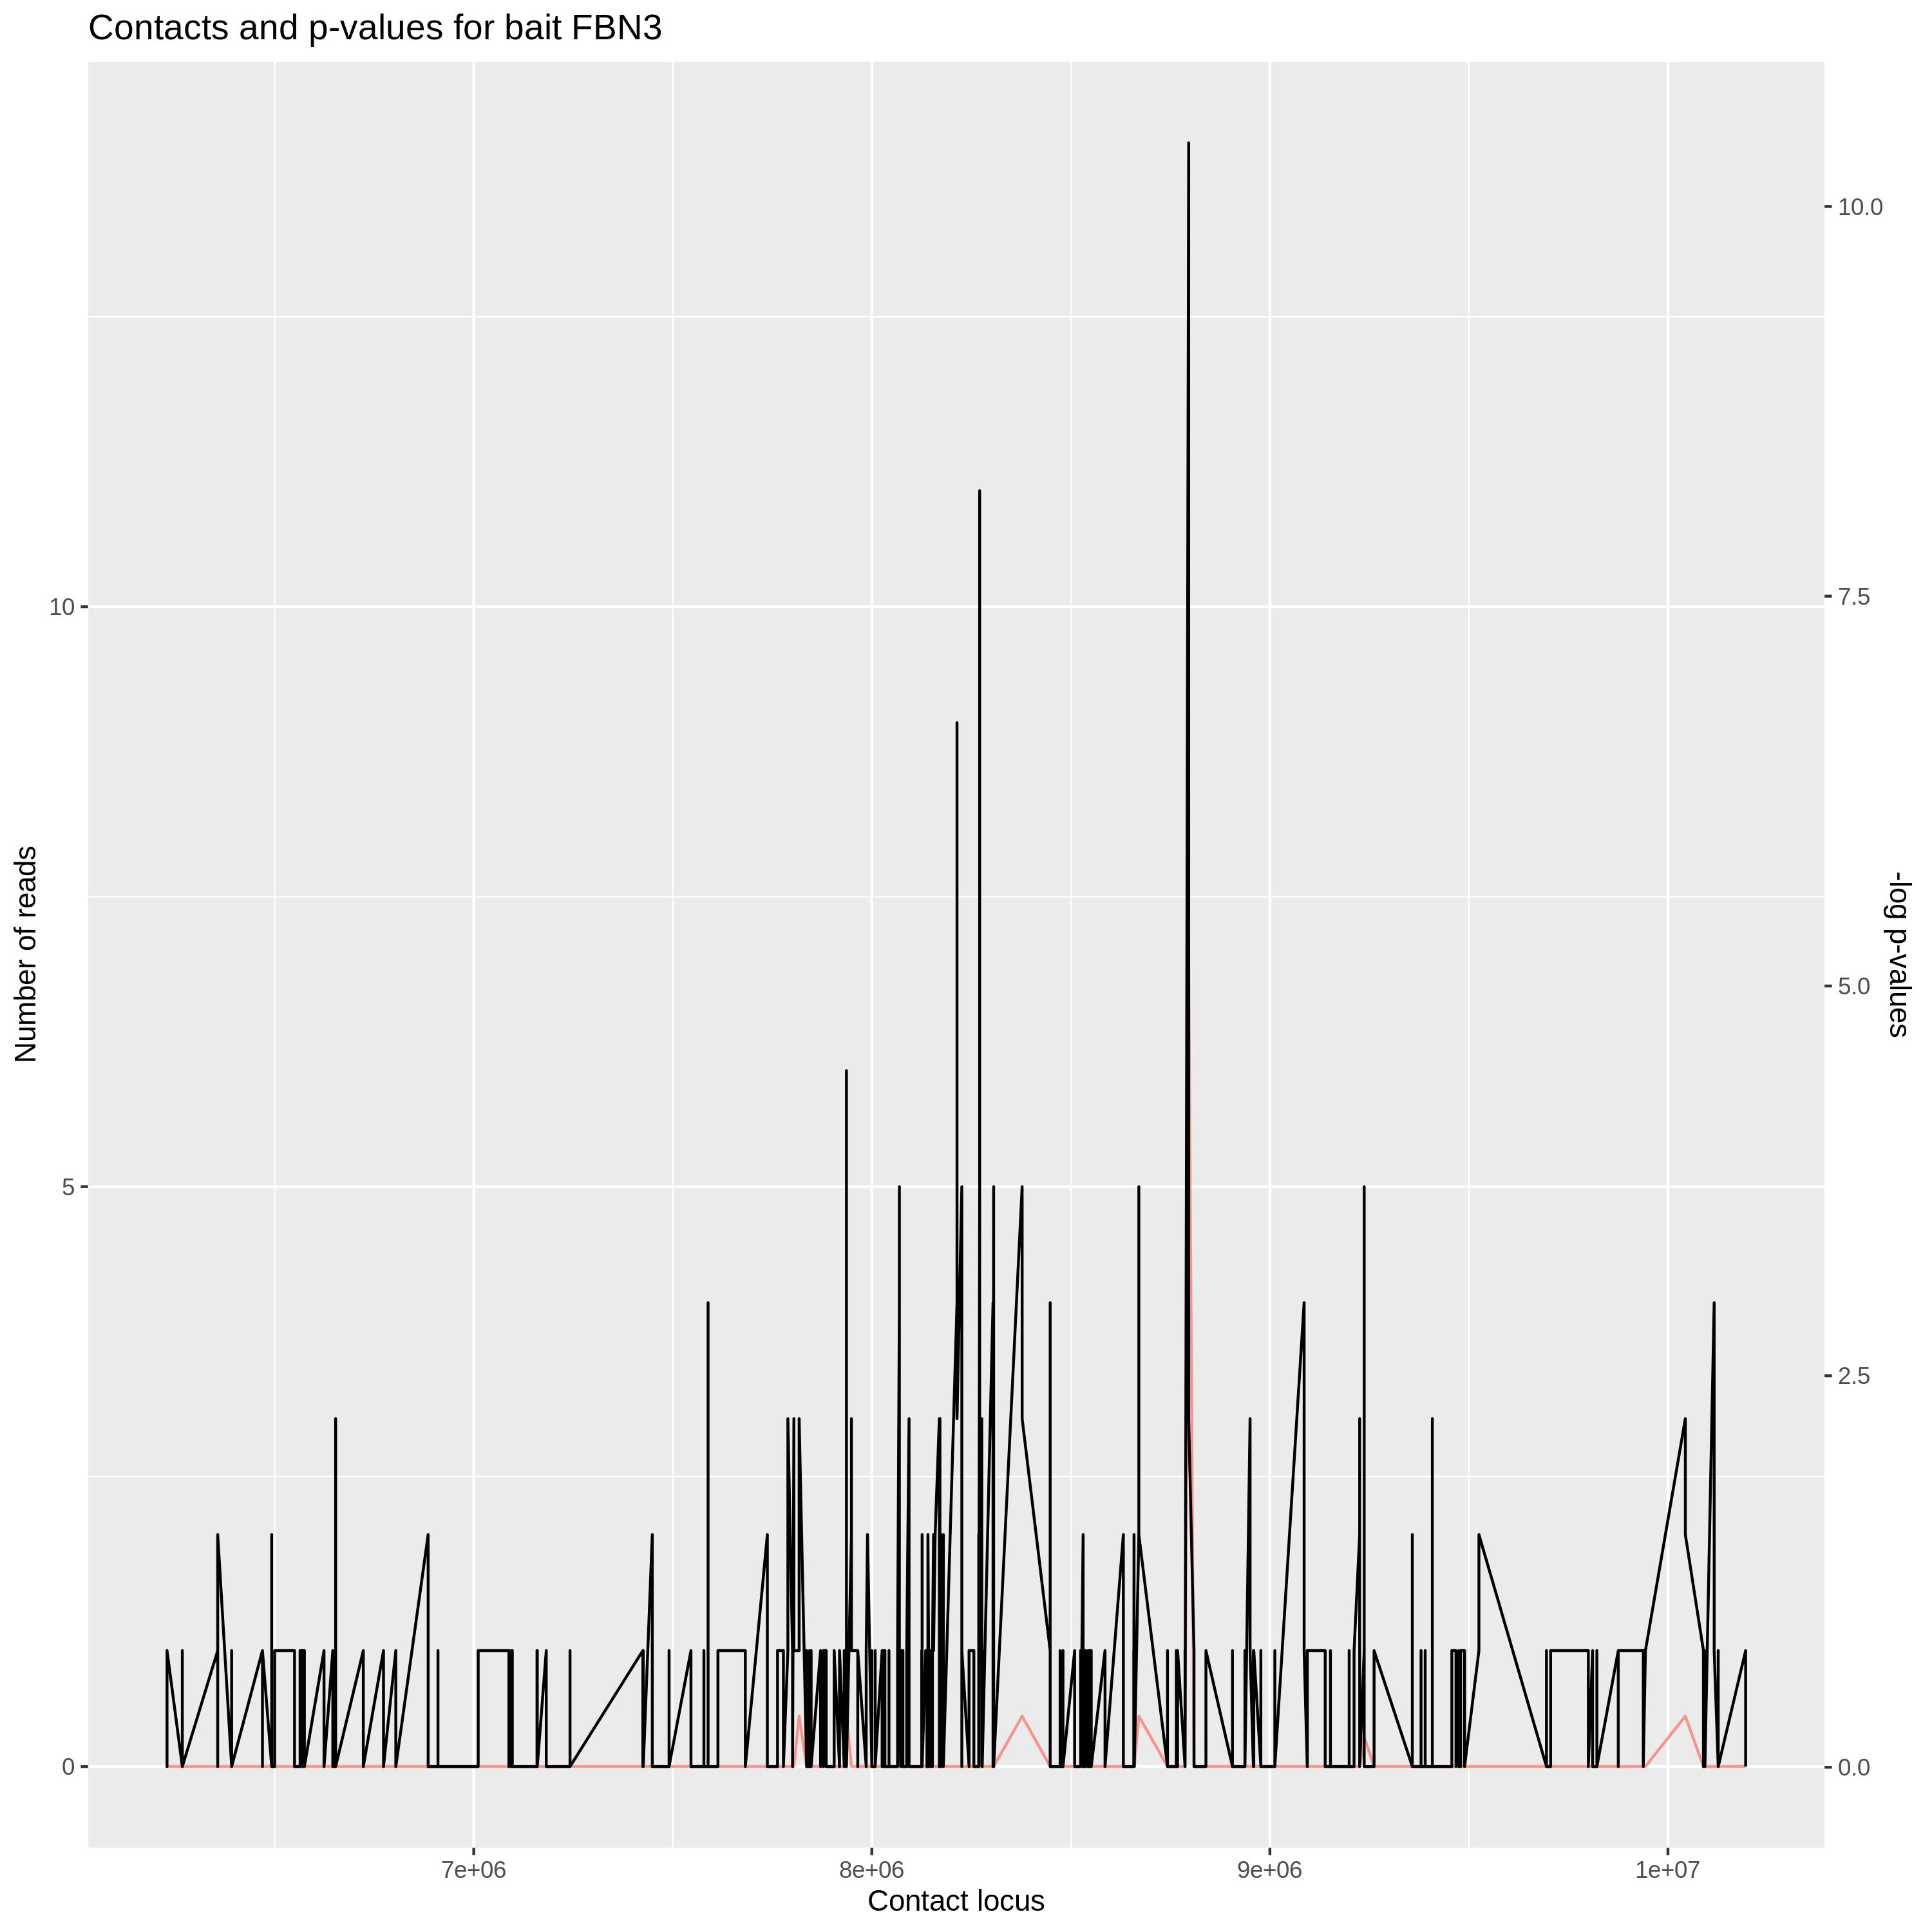 Contacts and p-values for bait FBN3
10
5
0
Number of reads
10.0
7.5
5.0
2.5
0.0
-log p-values
7e+06
8e+06
9e+06
1e+07
Contact locus